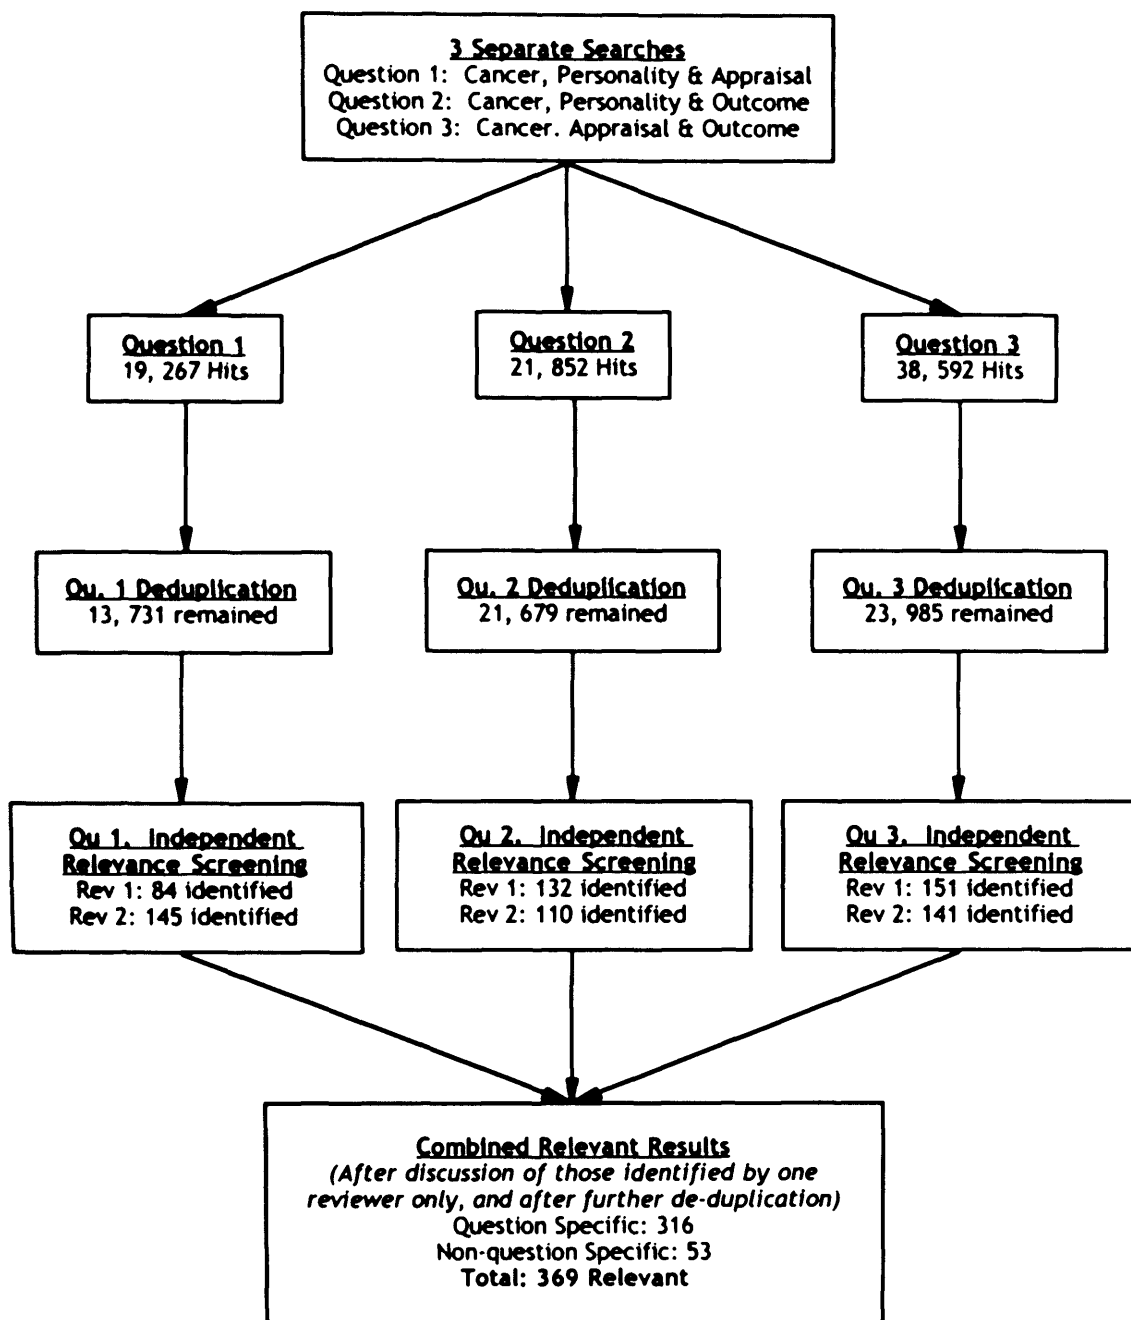 3 Separate Searches
Question 1: Cancer, Personality & Appraisal
Question 2: Cancer, Personality & Outcome
Question 3: Cancer. Appraisal & Outcome
Question 1
19, 267 Hits
Question 2
21, 852 Hits
Question 3
38, 592 Hits
Qu. 1 Deduplication
13, 731 remained
Qu. 2 Deduplication
21, 679 remained
Qu. 3 Deduplication
23, 985 remained
Qu 1. Independent
Relevance Screening
Rev 1: 84 identified
Rev 2: 145 identified
Qu 2. Independent
Relevance Screening
Rev 1: 132 identified
Rev 2: 110 identified
Qu 3. Independent
Relevance Screening
Rev 1: 151 identified
Rev 2: 141 identified
Combined Relevant Results
(After discussion of those identified by one
reviewer only, and after further de-duplication)
Question Specific: 316
Non-question Specific: 53
Total: 369 Relevant